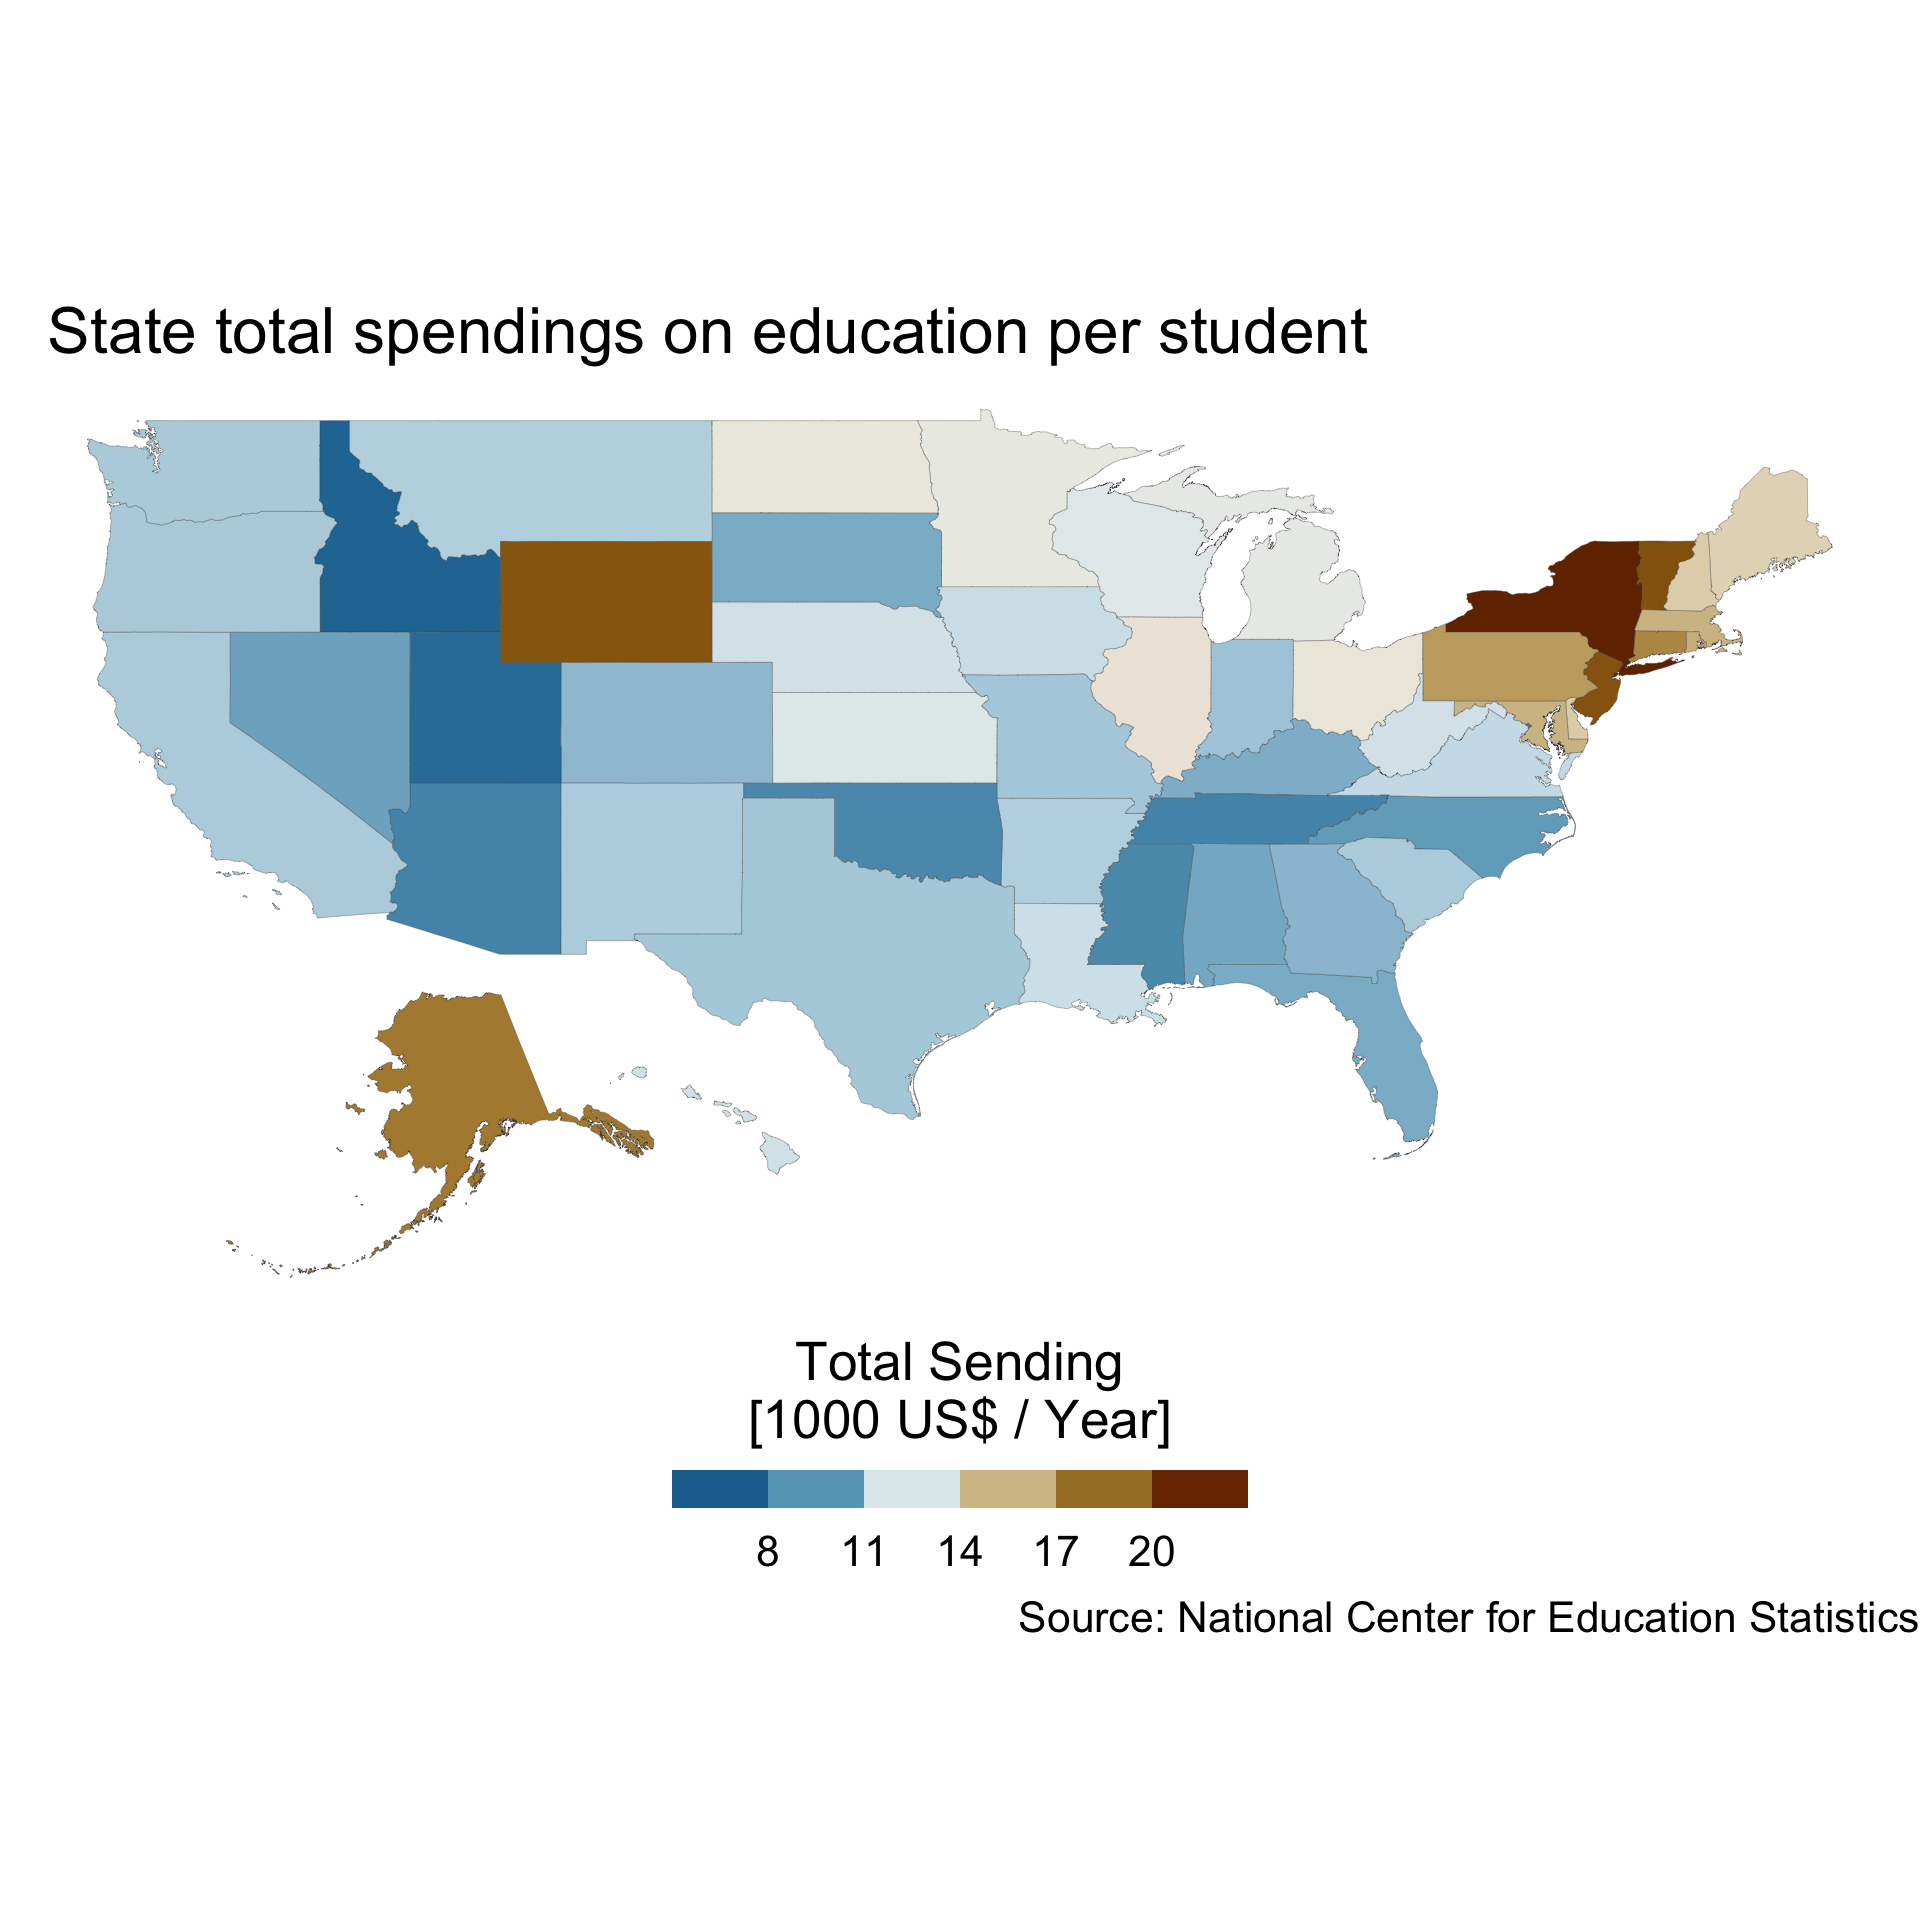 State total spendings on education per student
Total Sending
[1000 US$ / Year]
8 11 14 17 20
Source: National Center for Education Statistics